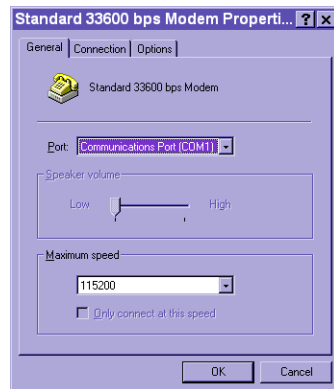 Standard 33600 bps Modem Properti... ? ×
General Connection Options
Standard 33600 bps Modem
Port: Communications Port (COM1)
Speaker volume
Low High
Maximum speed
115200
Only connect at this speed
OK Cancel